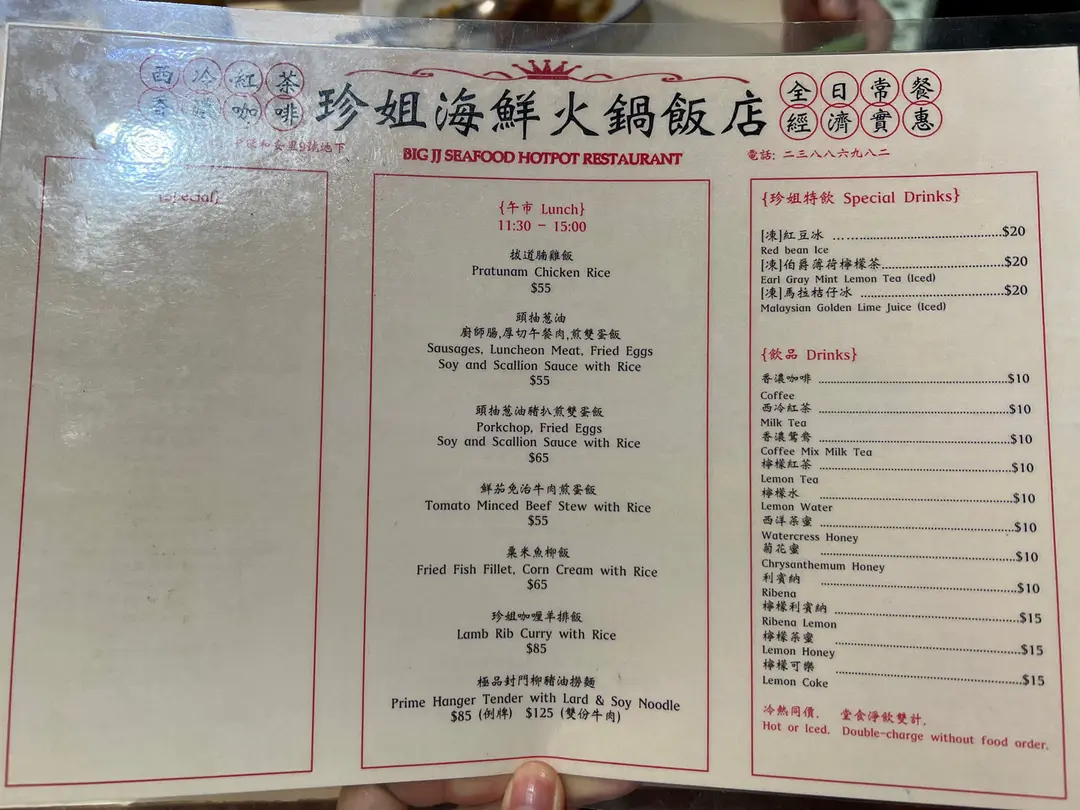 西冷紅茶
香濃咖啡
珍姐海鮮火鍋飯店
全日常餐
經濟實惠
BIG JJ SEAFOOD HOTPOT RESTAURANT
9號地下
電話: 二三八八六九八二
{Special}
{午市 Lunch}
11:30 - 15:00
拔道腩雞飯
Pratunam Chicken Rice
$55
頭抽蔥油
廚師腸,厚切午餐肉,煎雙蛋飯
Sausages, Luncheon Meat, Fried Eggs
Soy and Scallion Sauce with Rice
$55
頭抽蔥油豬扒煎雙蛋飯
Porkchop, Fried Eggs
Soy and Scallion Sauce with Rice
$65
鮮茄免治牛肉煎蛋飯
Tomato Minced Beef Stew with Rice
$55
粟米魚柳飯
Fried Fish Fillet, Corn Cream with Rice
$65
珍姐咖喱羊排飯
Lamb Rib Curry with Rice
$85
極品封門柳豬油撈麵
Prime Hanger Tender with Lard & Soy Noodle
$85 (例牌) $125 (雙份牛肉)
{珍姐特飲 Special Drinks}
[凍]紅豆冰 ........................ $20
Red bean Ice
[凍]伯爵薄荷檸檬茶........................ $20
Earl Gray Mint Lemon Tea (Iced)
[凍]馬拉桔仔冰 ........................ $20
Malaysian Golden Lime Juice (Iced)
{飲品 Drinks}
香濃咖啡 ........................ $10
Coffee
西冷紅茶 ........................ $10
Milk Tea
香濃鴛鴦 ........................ $10
Coffee Mix Milk Tea
檸檬紅茶 ........................ $10
Lemon Tea
檸檬水 ........................ $10
Lemon Water
西洋菜蜜 ........................ $10
Watercress Honey
菊花蜜 ........................ $10
Chrysanthemum Honey
利賓納 ........................ $10
Ribena
檸檬利賓納 ........................ $15
Ribena Lemon
檸檬茶蜜 ........................ $15
Lemon Honey
檸檬可樂 ........................ $15
Lemon Coke
冷熱同價. 堂食淨飲雙計.
Hot or Iced. Double-charge without food order.